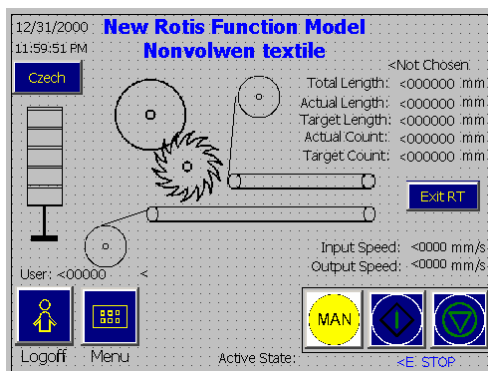 12/31/2000 New Rotis Function Model
11:59:51 PM Nonvolwen textile
Czech
<Not Chosen
Total Length: <000000 mm
Actual Length: <000000 mm
Target Length: <000000 mm
Actual Count: <000000 mm
Target Count: <000000 mm
Exit RT
Input Speed: <0000 mm/s
Output Speed: <0000 mm/s
User: <00000 <
MAN
Logoff Menu Active State: <E. STOP